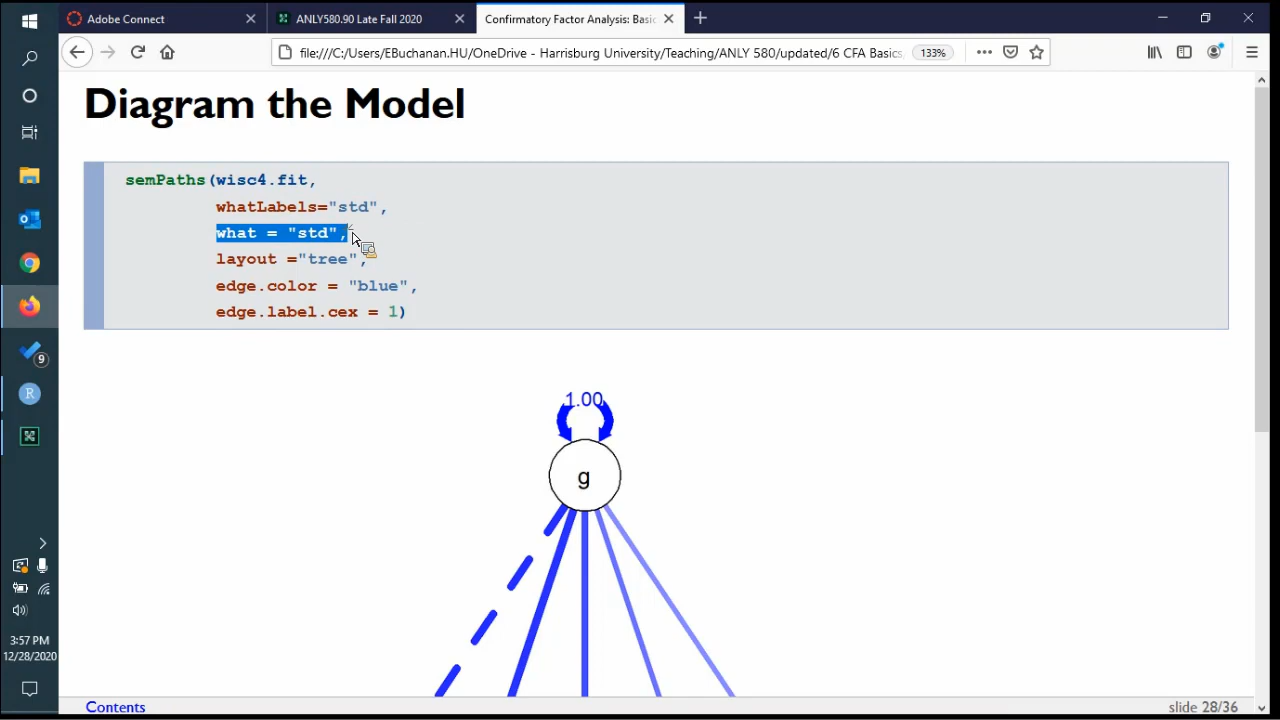 Adobe Connect
ANLY580.90 Late Fall 2020
Confirmatory Factor Analysis: Basic
file:///C:/Users/EBuchanan.HU/OneDrive - Harrisburg University/Teaching/ANLY 580/updated/6 CFA Basics,
133%
Diagram the Model
semPaths(wisc4.fit,
whatLabels="std",
what = "std",
layout ="tree",
edge.color = "blue",
edge.label.cex = 1)
1.00
g
9
R
3:57 PM
12/28/2020
Contents
slide 28/36